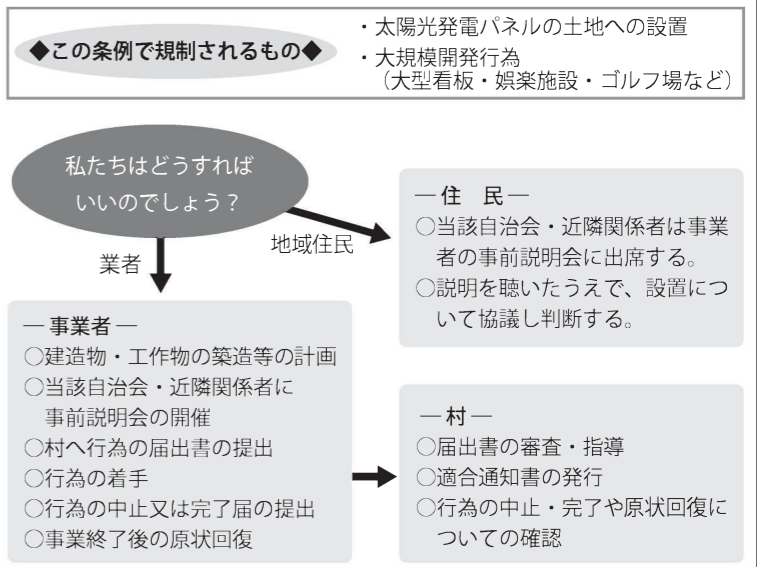 ◆この条例で規制されるもの◆
・太陽光発電パネルの土地への設置
・大規模開発行為
（大型看板・娯楽施設・ゴルフ場など）
私たちはどうすれば
いいのでしょう？
業者
地域住民
― 住　民 ―
○当該自治会・近隣関係者は事業
者の事前説明会に出席する。
○説明を聴いたうえで、設置につ
いて協議し判断する。
― 事業者 ―
○建造物・工作物の築造等の計画
○当該自治会・近隣関係者に
事前説明会の開催
○村へ行為の届出書の提出
○行為の着手
○行為の中止又は完了届の提出
○事業終了後の原状回復
― 村 ―
○届出書の審査・指導
○適合通知書の発行
○行為の中止・完了や原状回復に
ついての確認